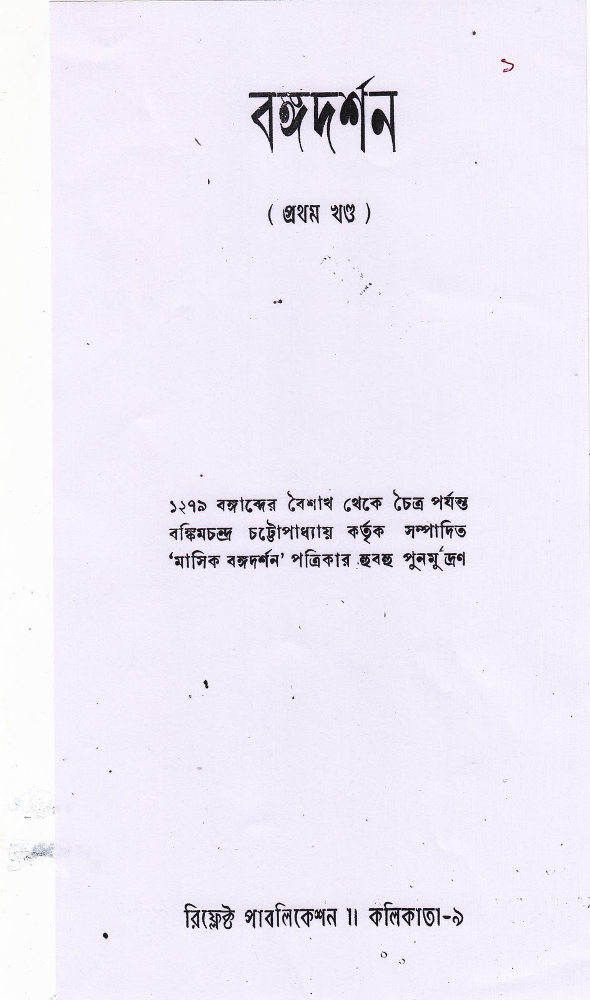 ১
বঙ্গদর্শন
( প্রথম খণ্ড )
১২৭৯ বঙ্গাব্দের বৈশাখ থেকে চৈত্র পর্যন্ত
বঙ্কিমচন্দ্র চট্টোপাধ্যায় কর্তৃক সম্পাদিত
‘মাসিক বঙ্গদর্শন’ পত্রিকার হুবহু পুনর্মুদ্রণ
রিফ্লেক্ট পাবলিকেশন ॥ কলিকাতা-৯